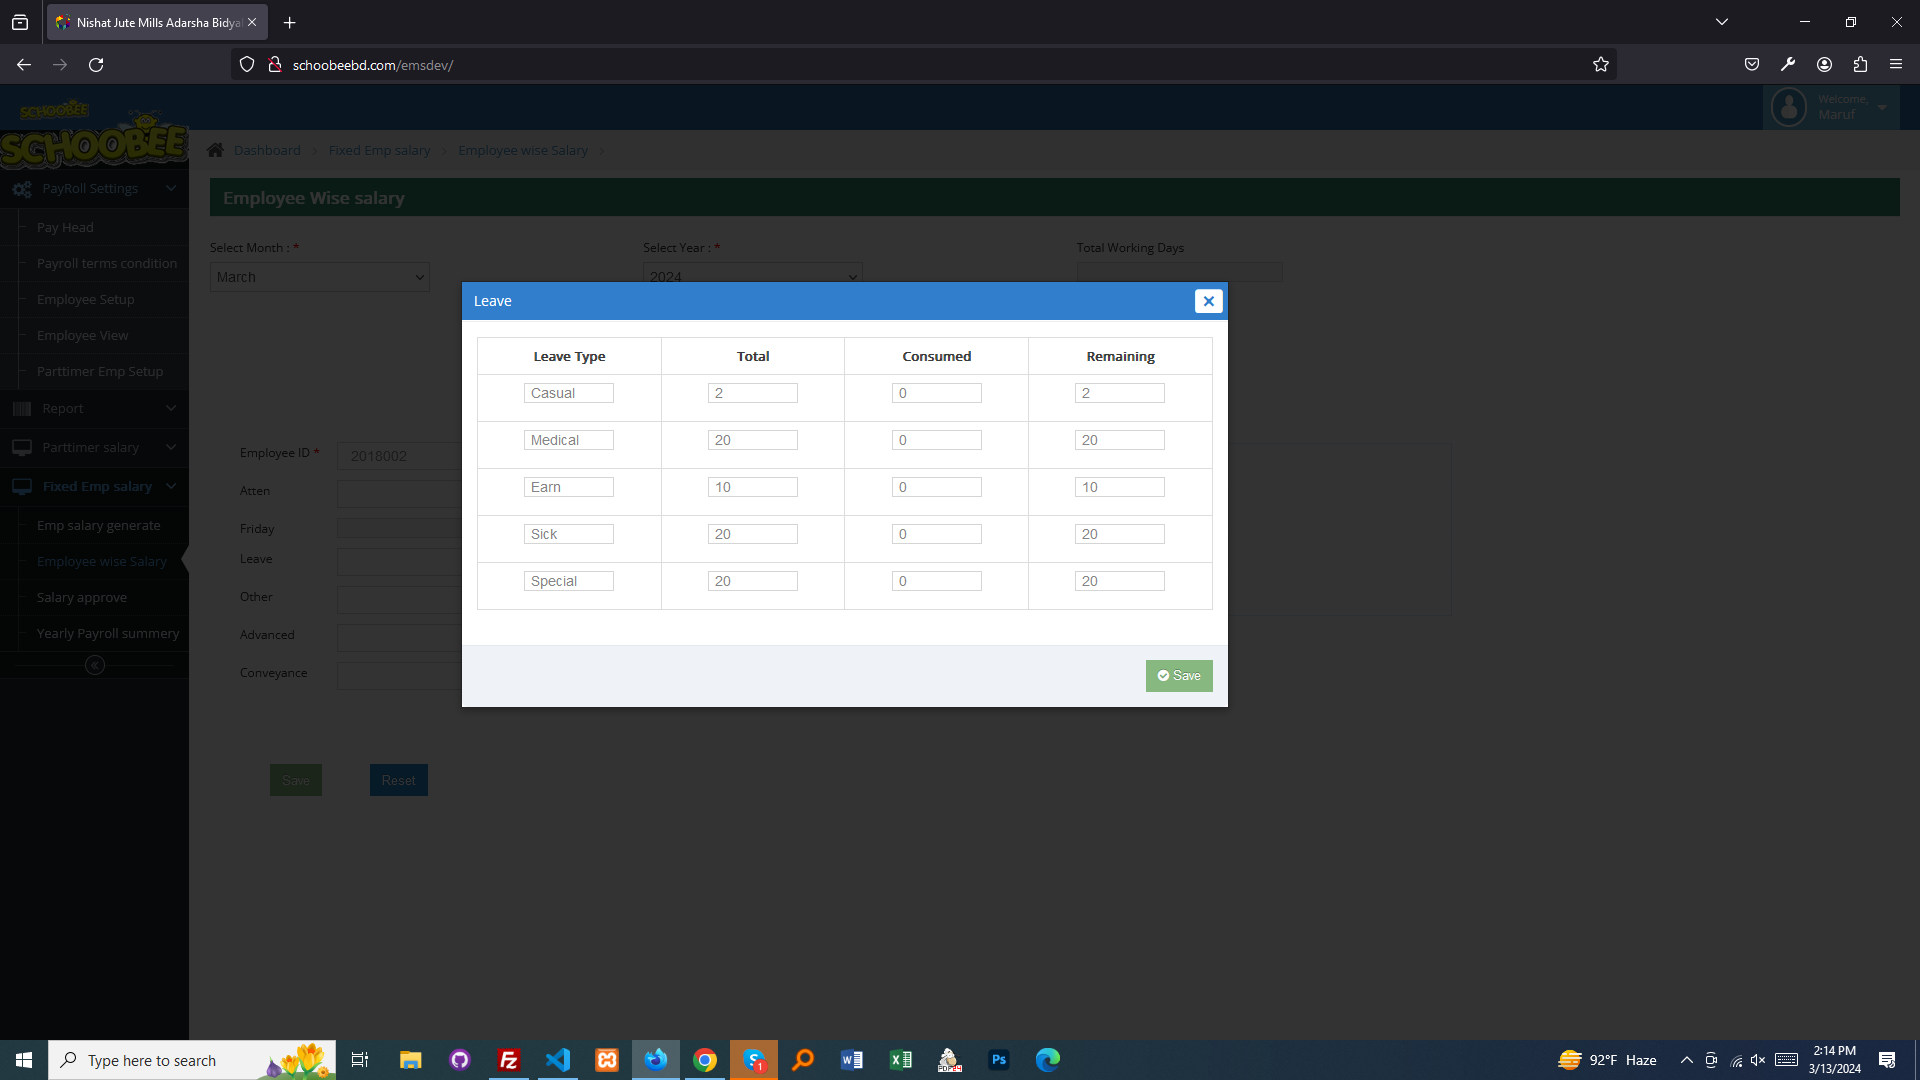 Nishat Jute Mills Adarsha Bidyal
schoobeebd.com/emsdev/
SCHOOBEE
SCHOOBEE
Welcome,
Maruf
Dashboard
Fixed Emp salary
Employee wise Salary
PayRoll Settings
Pay Head
Payroll terms condition
Employee Setup
Employee View
Parttimer Emp Setup
Report
Parttimer salary
Fixed Emp salary
Emp salary generate
Employee wise Salary
Salary approve
Yearly Payroll summery
Employee Wise salary
Select Month : *
Select Year : *
Total Working Days
March
2024
Employee ID *
2018002
Atten
Friday
Leave
Other
Advanced
Conveyance
Save
Reset
Leave
Leave Type Total Consumed Remaining
Casual 2 0 2
Medical 20 0 20
Earn 10 0 10
Sick 20 0 20
Special 20 0 20
Save
Type here to search
92°F Haze
2:14 PM
3/13/2024